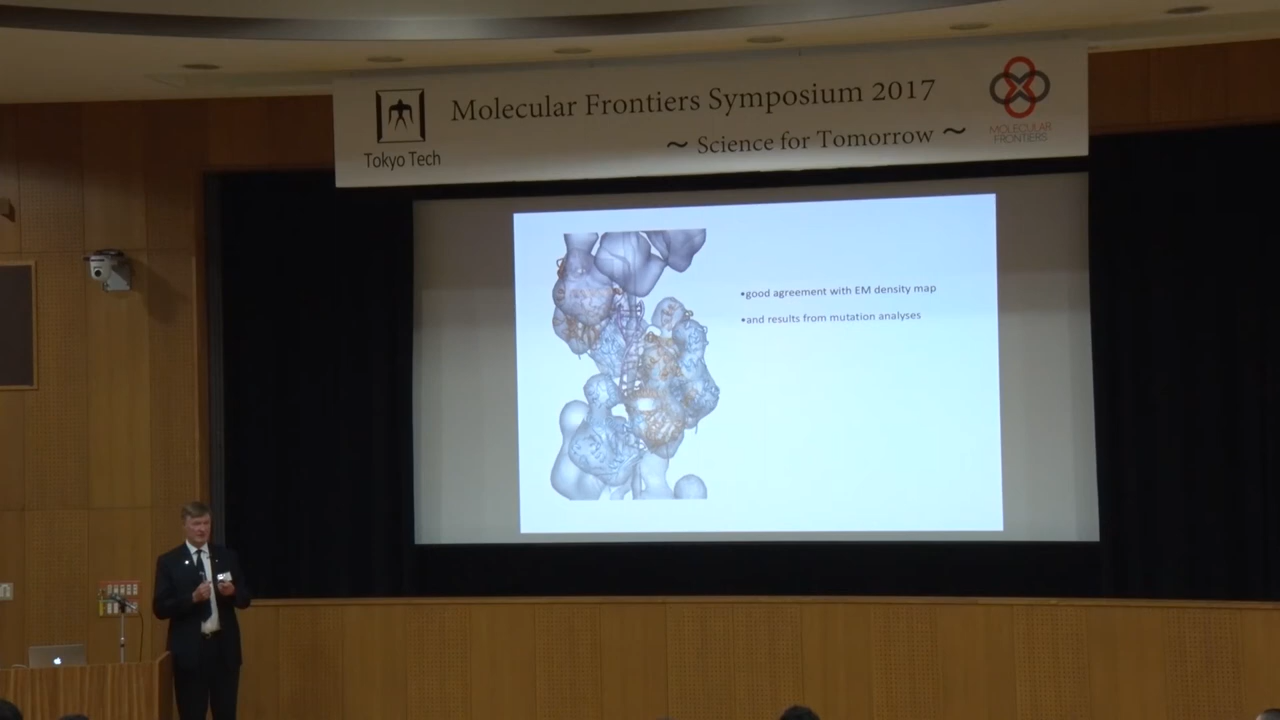 Molecular Frontiers Symposium 2017
~ Science for Tomorrow ~
Tokyo Tech
MOLECULAR
FRONTIERS
•good agreement with EM density map
•and results from mutation analyses